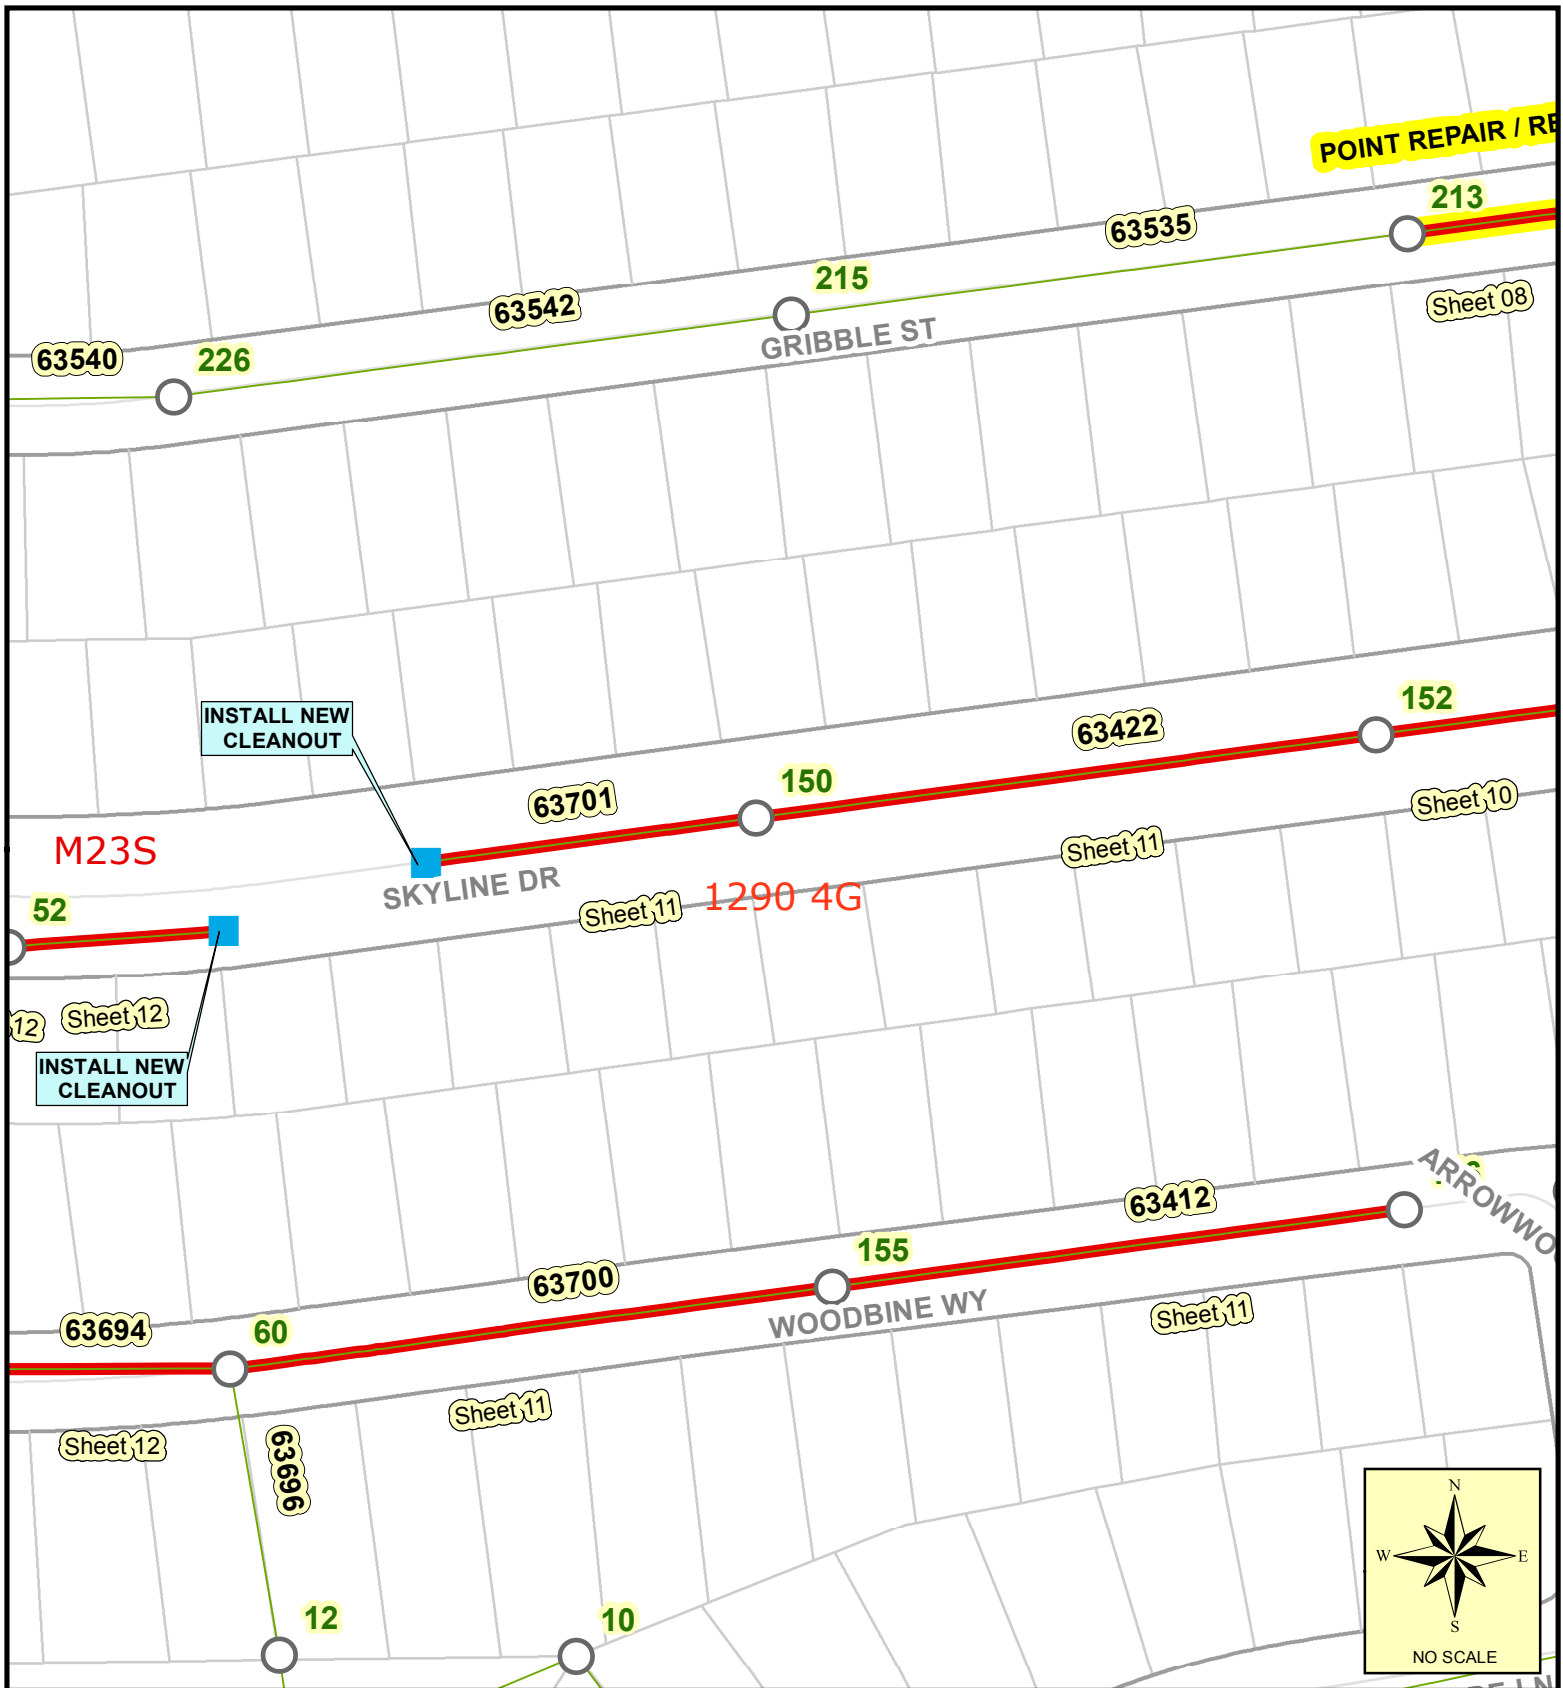 POINT REPAIR / RE
213
63535
215
Sheet 08
63542
GRIBBLE ST
63540
226
152
INSTALL NEW
CLEANOUT
63422
150
63701
Sheet 10
M23S
Sheet 11
SKYLINE DR
1290 4G
Sheet 11
52
12
Sheet 12
INSTALL NEW
CLEANOUT
ARROWWO
63412
155
63700
WOODBINE WY
Sheet 11
63694
60
Sheet 11
Sheet 12
63696
N
W
E
S
NO SCALE
12
10
LN